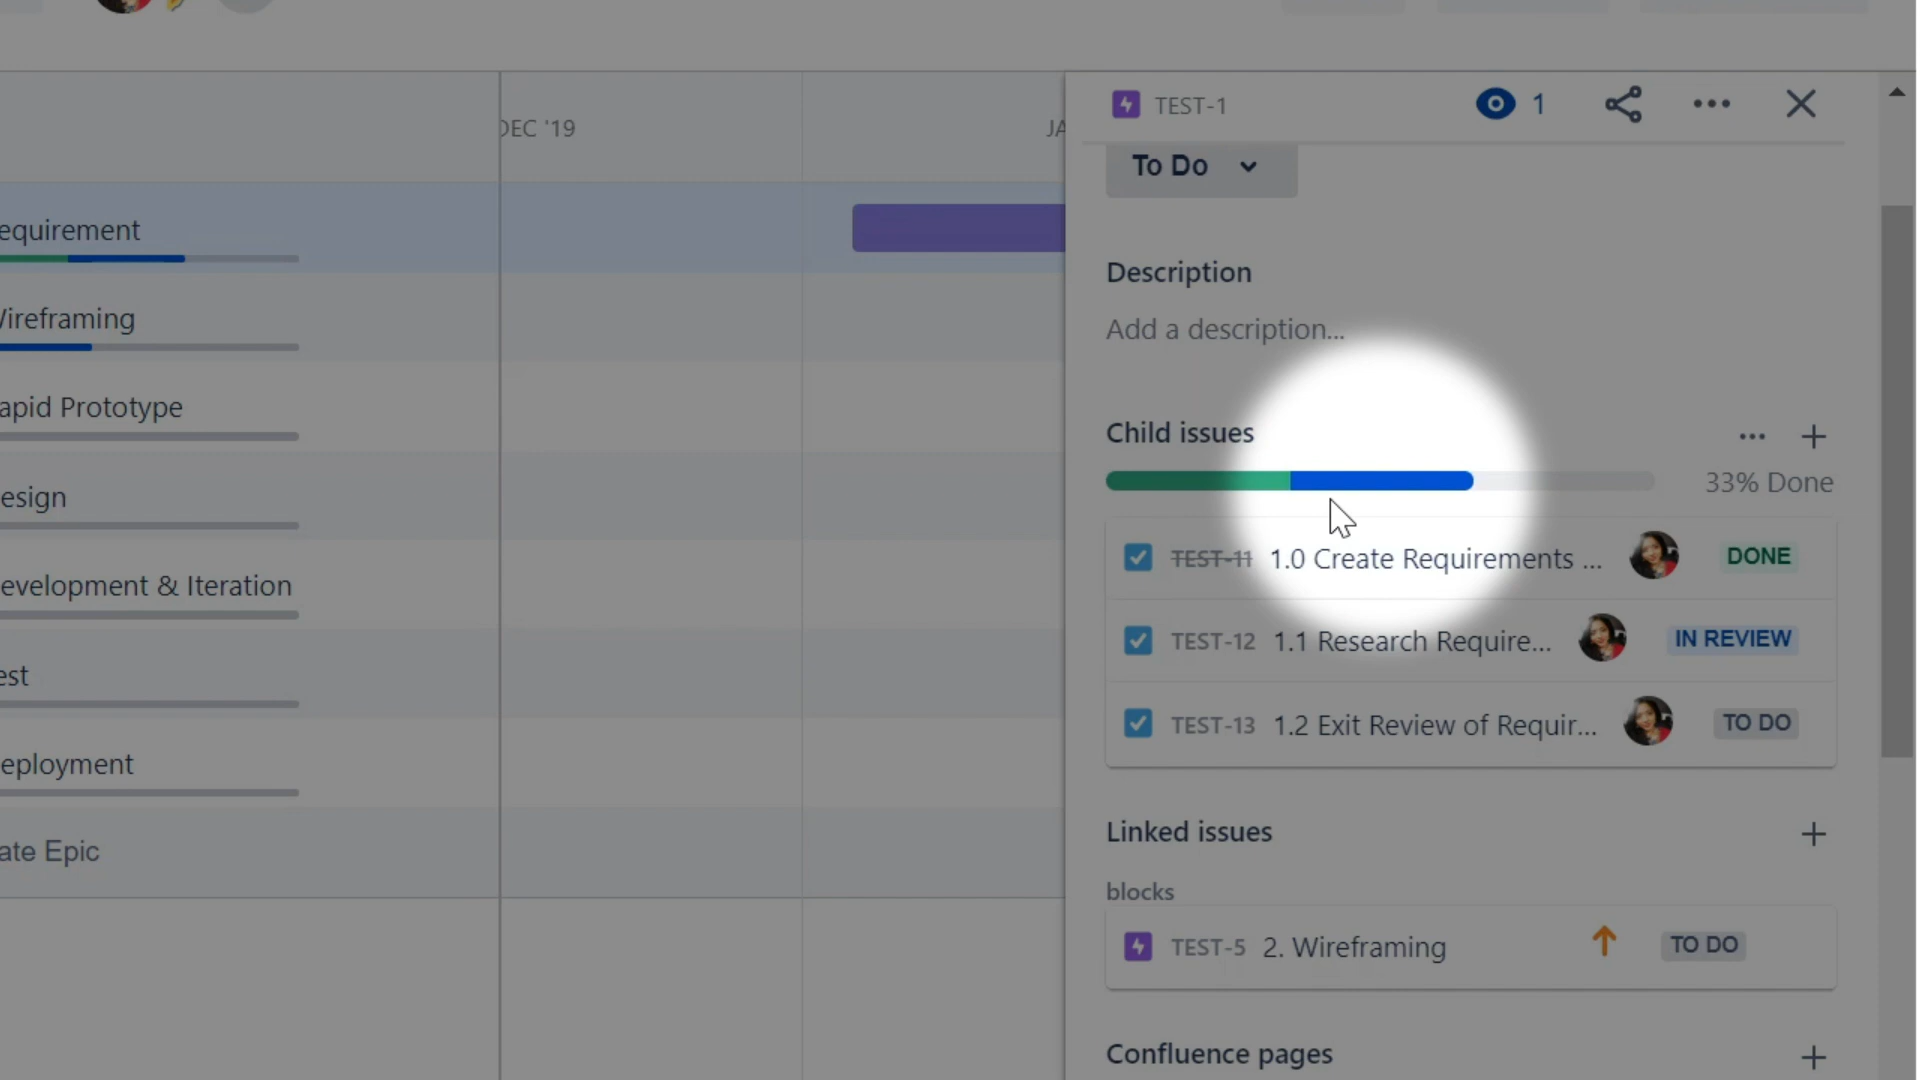 DEC '19
JA
equirement
Vireframing
apid Prototype
esign
evelopment & Iteration
est
eployment
ate Epic
TEST-1
1
To Do
Description
Add a description...
Child issues
33% Done
TEST-11 1.0 Create Requirements ... DONE
TEST-12 1.1 Research Require... IN REVIEW
TEST-13 1.2 Exit Review of Requir... TO DO
Linked issues
blocks
TEST-5 2. Wireframing TO DO
Confluence pages